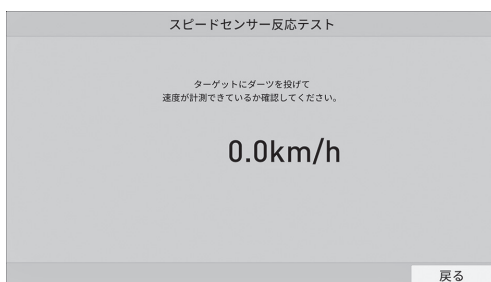 スピードセンサー反応テスト
ターゲットにダーツを投げて
速度が計測できているか確認してください。
0.0km/h
戻る